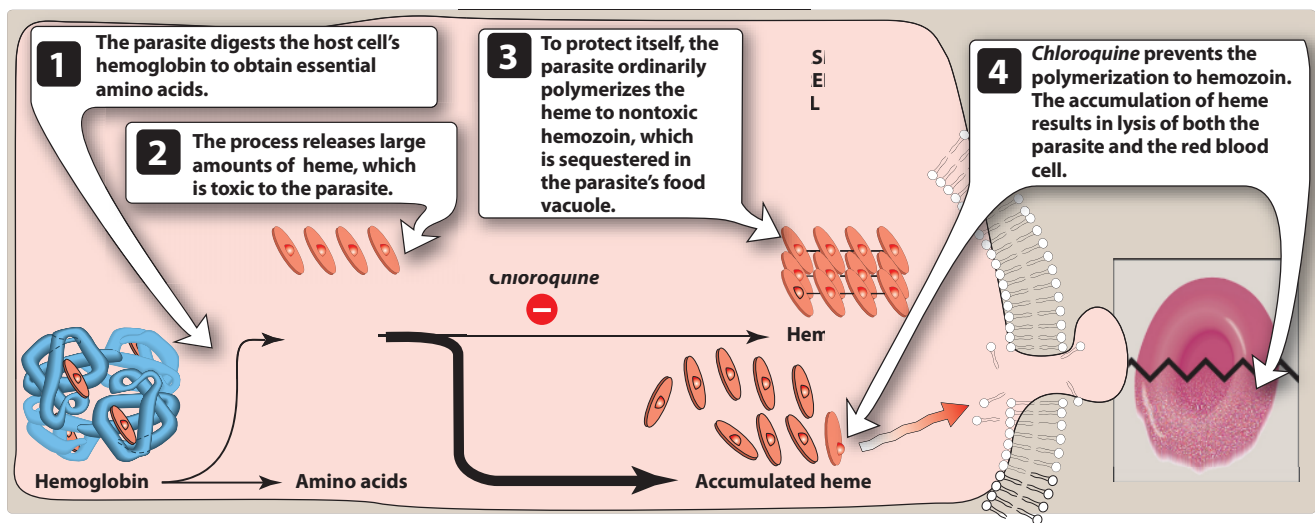 1
The parasite digests the host cell's
hemoglobin to obtain essential
amino acids.
2
The process releases large
amounts of heme, which
is toxic to the parasite.
3
To protect itself, the
parasite ordinarily
polymerizes the
heme to nontoxic
hemozoin, which
is sequestered in
the parasite's food
vacuole.
4
Chloroquine prevents the
polymerization to hemozoin.
The accumulation of heme
results in lysis of both the
parasite and the red blood
cell.
Chloroquine
Hemoglobin
Amino acids
Accumulated heme